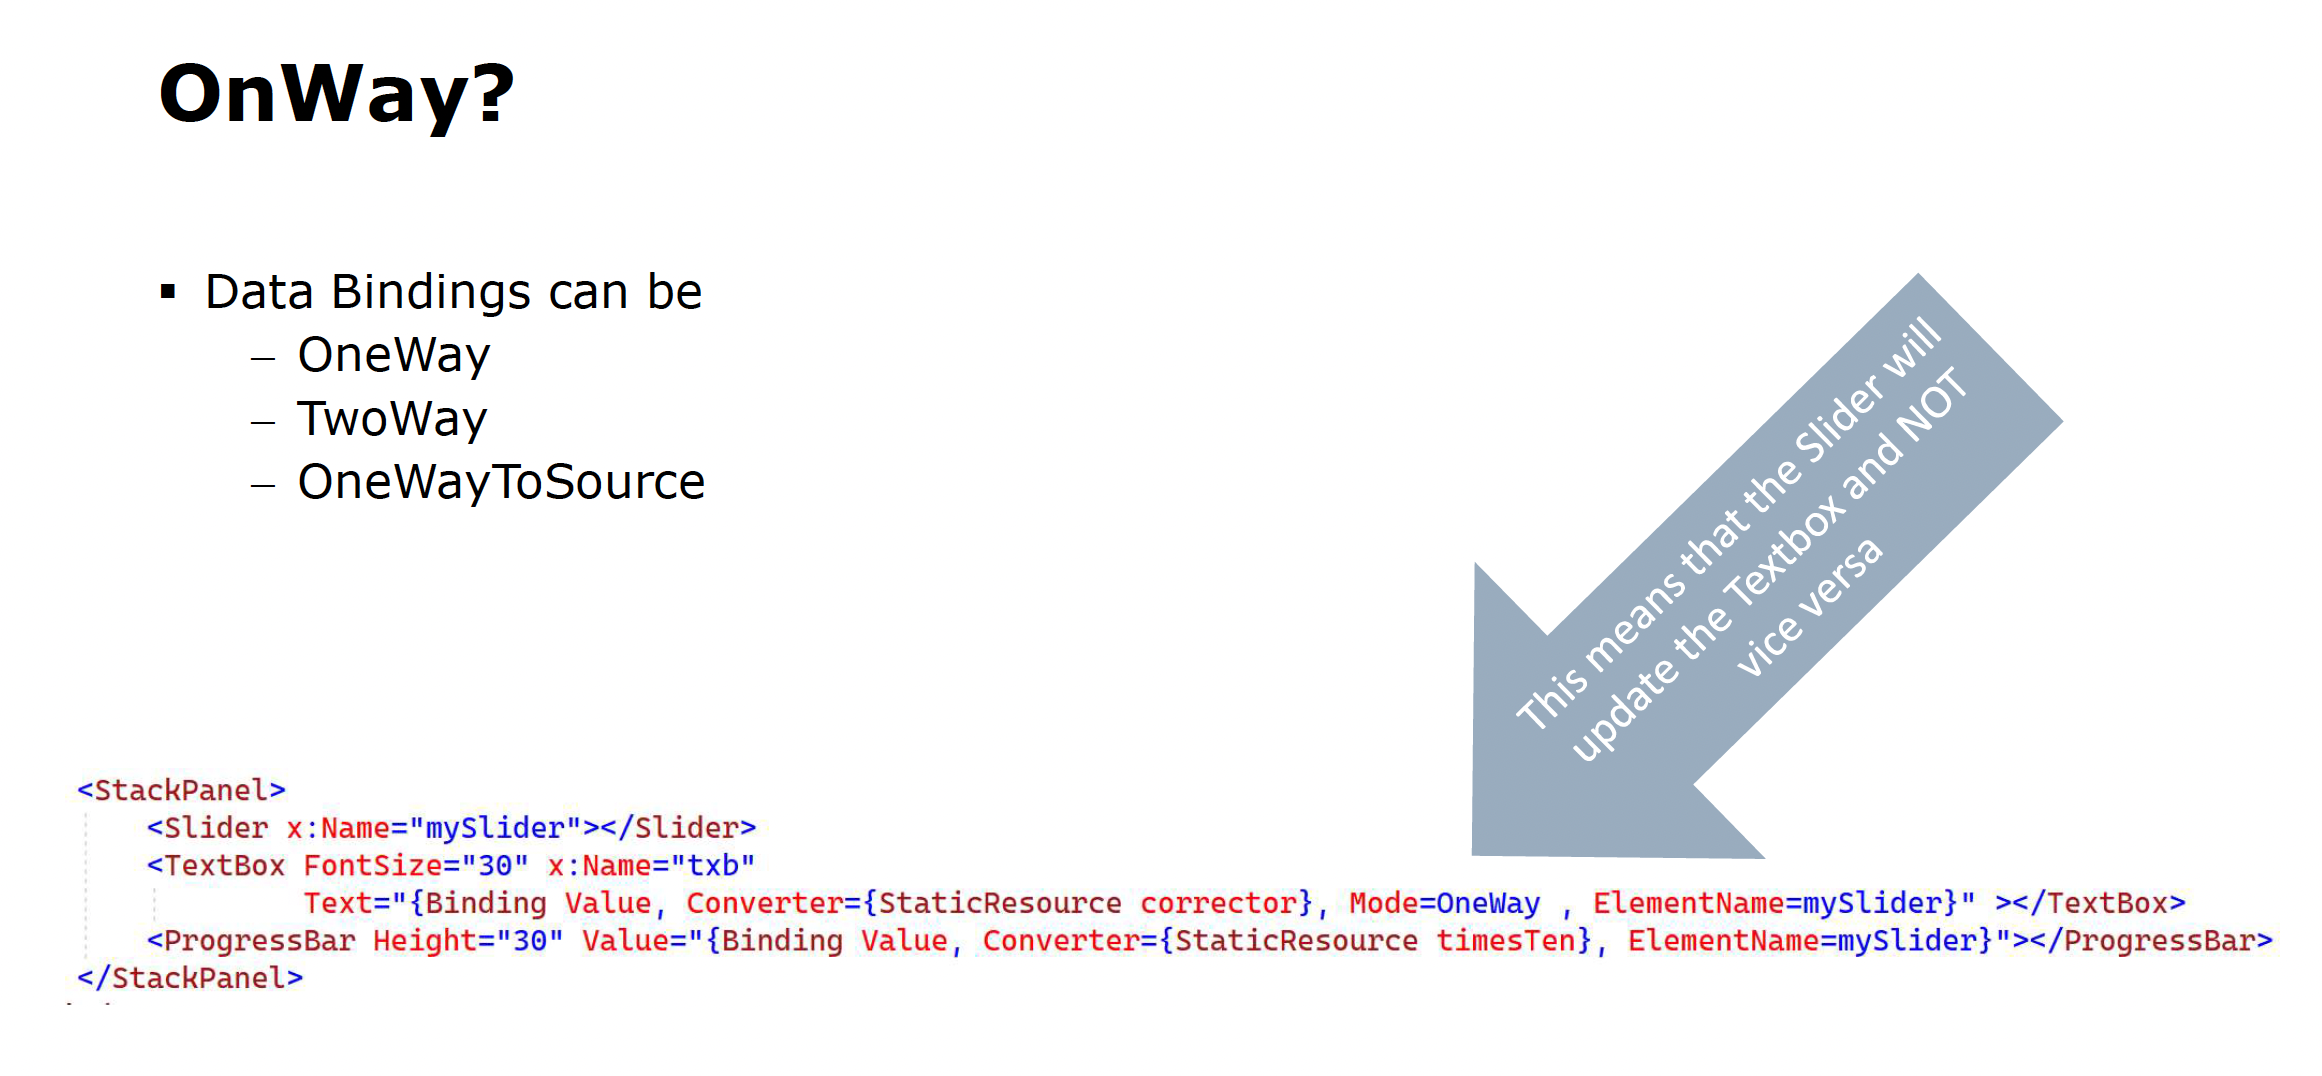 OnWay?
▪ Data Bindings can be
– OneWay
– TwoWay
– OneWayToSource
This means that the Slider will
update the Textbox and NOT
vice versa
<StackPanel>
    <Slider x:Name="mySlider"></Slider>
    <TextBox FontSize="30" x:Name="txb"
             Text="{Binding Value, Converter={StaticResource corrector}, Mode=OneWay , ElementName=mySlider}" ></TextBox>
    <ProgressBar Height="30" Value="{Binding Value, Converter={StaticResource timesTen}, ElementName=mySlider}"></ProgressBar>
</StackPanel>